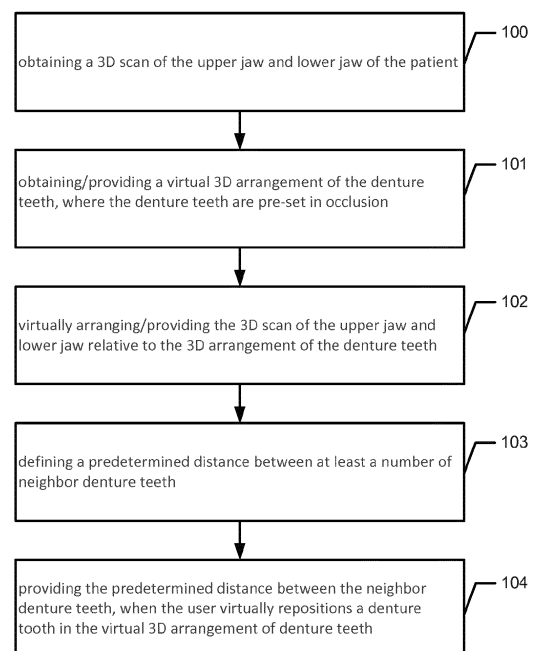 100
obtaining a 3D scan of the upper jaw and lower jaw of the patient
101
obtaining/providing a virtual 3D arrangement of the denture
teeth, where the denture teeth are pre-set in occlusion
102
virtually arranging/providing the 3D scan of the upper jaw and
lower jaw relative to the 3D arrangement of the denture teeth
103
defining a predetermined distance between at least a number of
neighbor denture teeth
104
providing the predetermined distance between the neighbor
denture teeth, when the user virtually repositions a denture
tooth in the virtual 3D arrangement of denture teeth